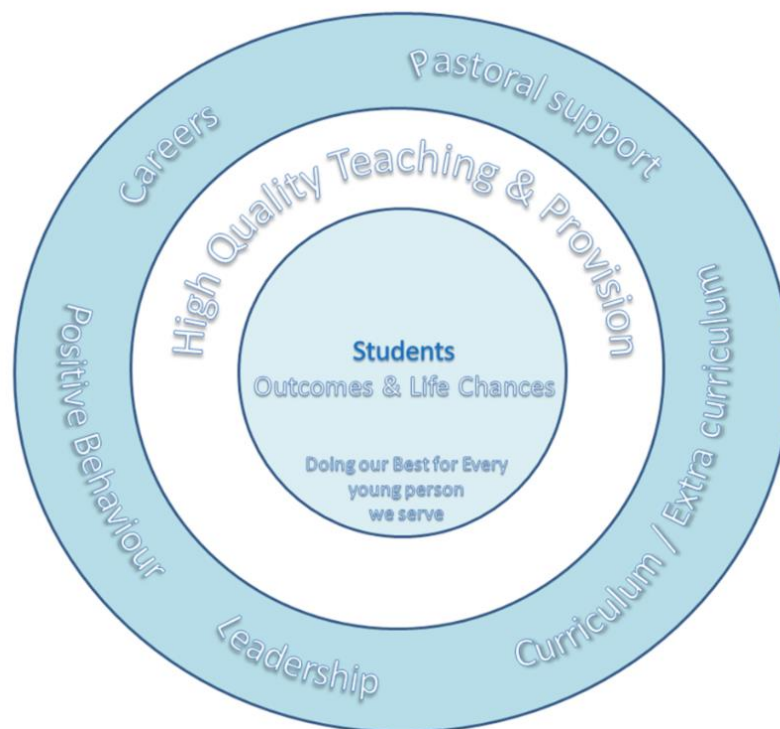 Careers
Pastoral support
High Quality Teaching & Provision
Students
Outcomes & Life Chances
Doing our Best for Every
young person
we serve
Positive Behaviour
Curriculum / Extra curriculum
Leadership